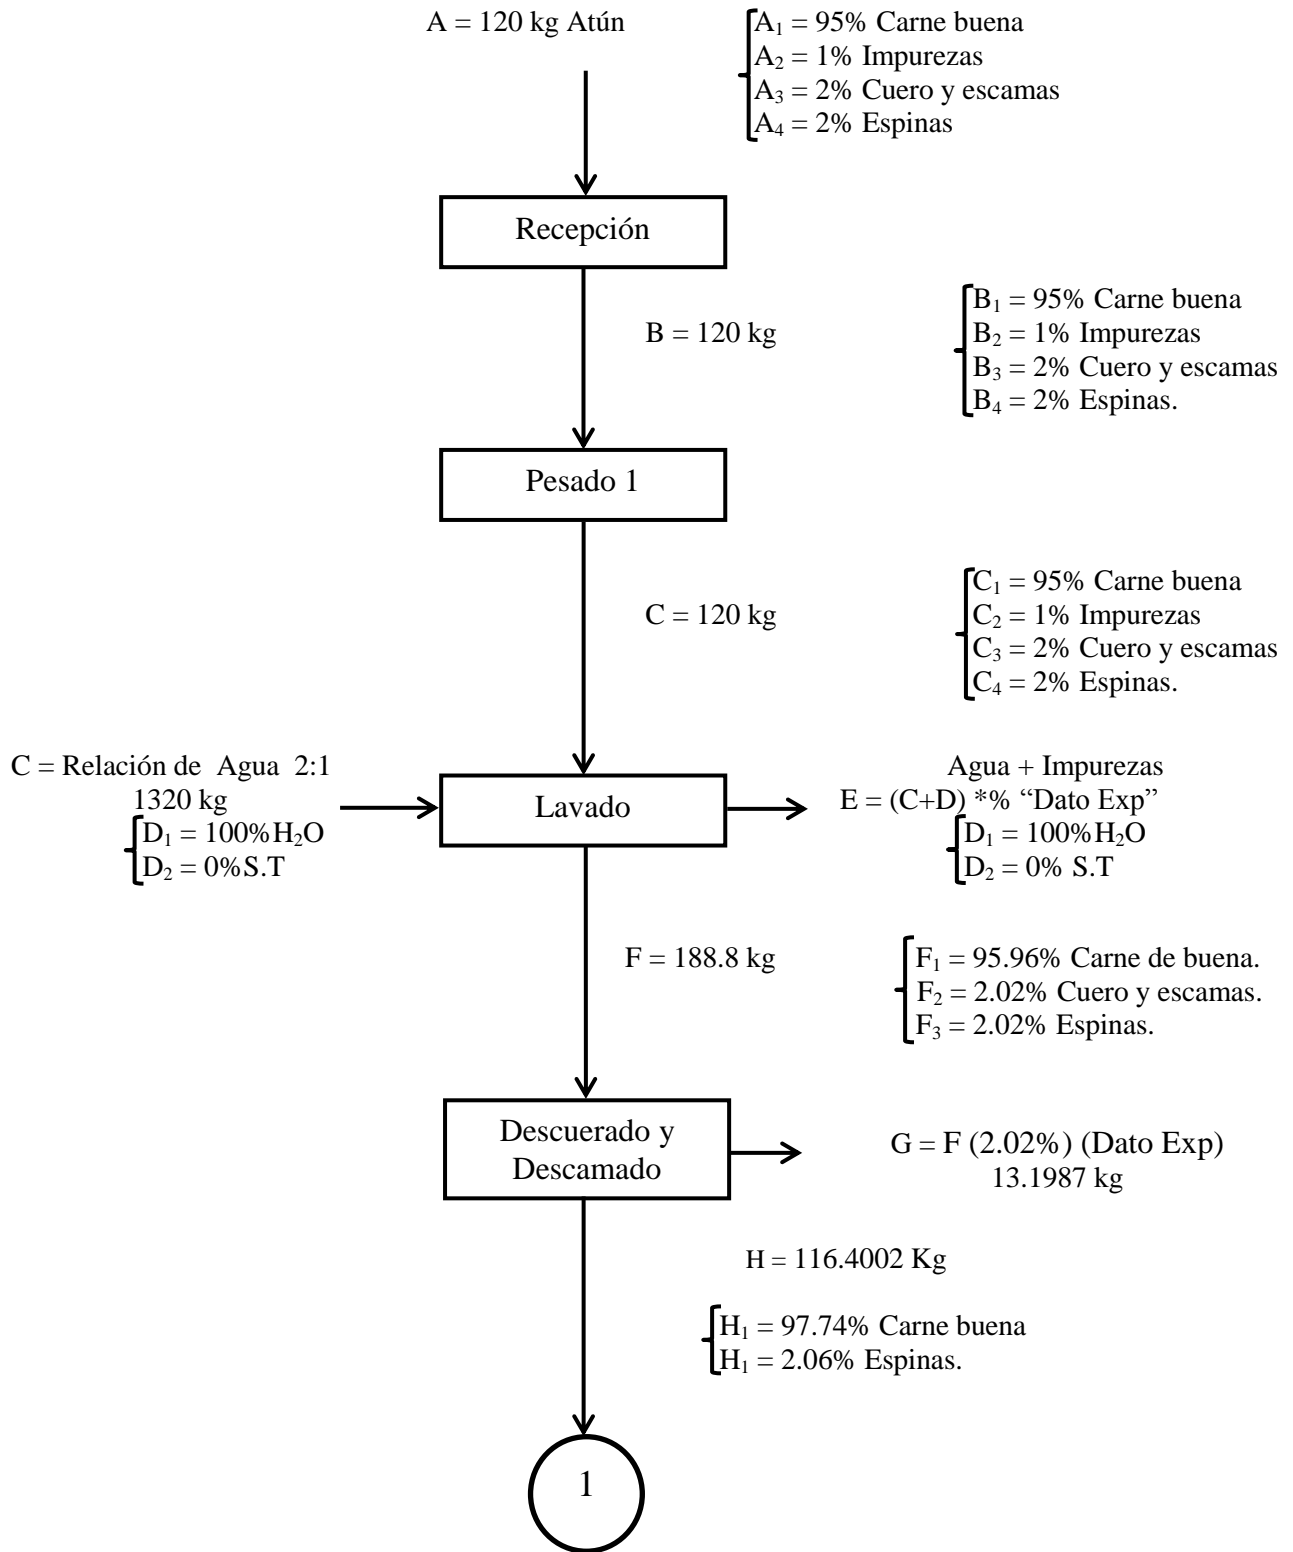 A = 120 kg Atún
A₁ = 95% Carne buena
A₂ = 1% Impurezas
A₃ = 2% Cuero y escamas
A₄ = 2% Espinas
Recepción
B = 120 kg
B₁ = 95% Carne buena
B₂ = 1% Impurezas
B₃ = 2% Cuero y escamas
B₄ = 2% Espinas.
Pesado 1
C = 120 kg
C₁ = 95% Carne buena
C₂ = 1% Impurezas
C₃ = 2% Cuero y escamas
C₄ = 2% Espinas.
C = Relación de Agua 2:1
1320 kg
D₁ = 100%H₂O
D₂ = 0%S.T
Lavado
Agua + Impurezas
E = (C+D) *% “Dato Exp”
D₁ = 100%H₂O
D₂ = 0% S.T
F = 188.8 kg
F₁ = 95.96% Carne de buena.
F₂ = 2.02% Cuero y escamas.
F₃ = 2.02% Espinas.
Descuerado y
Descamado
G = F (2.02%) (Dato Exp)
13.1987 kg
H = 116.4002 Kg
H₁ = 97.74% Carne buena
H₁ = 2.06% Espinas.
1